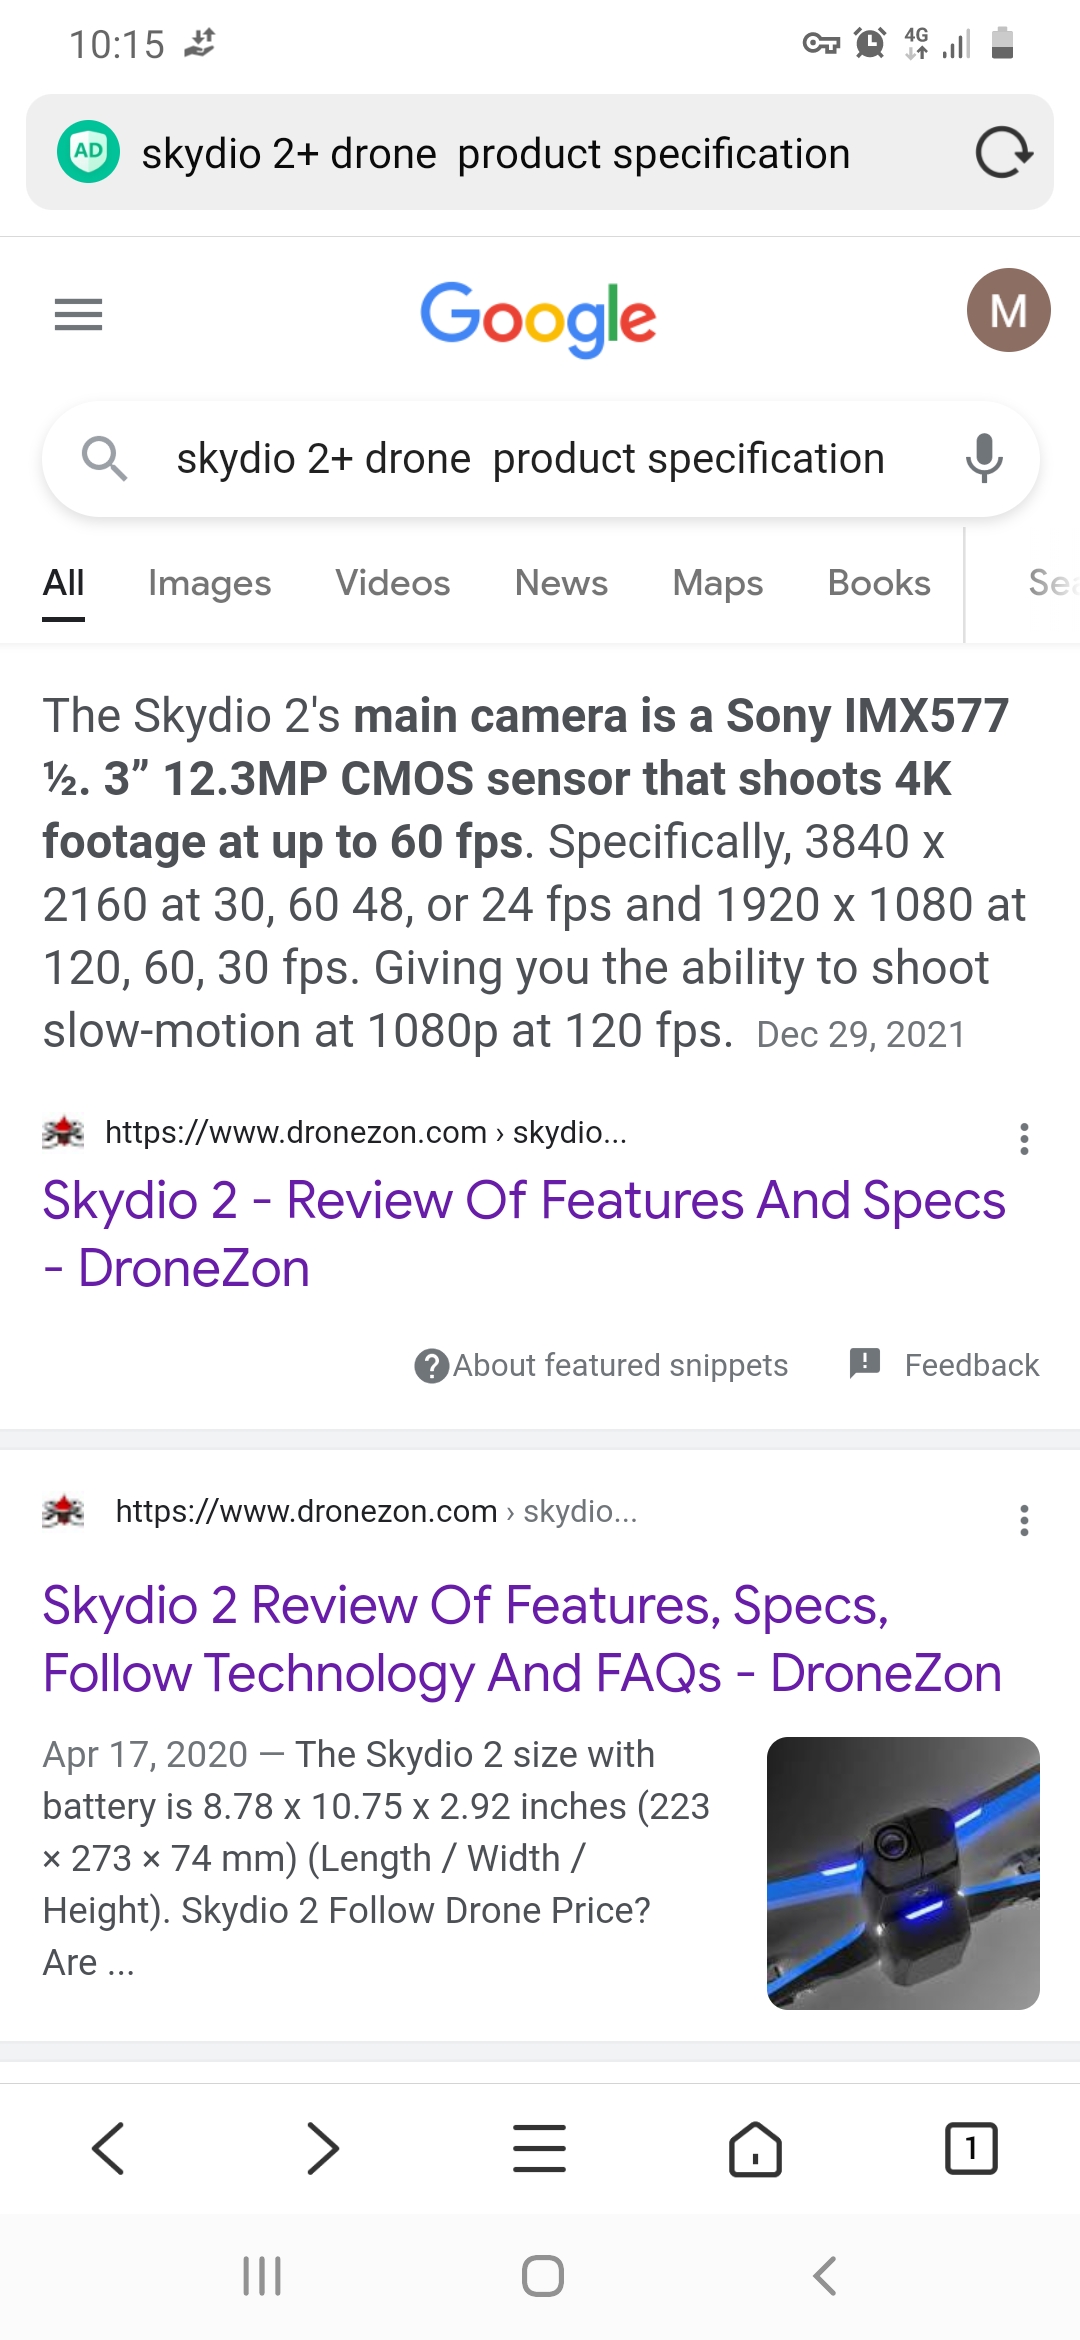 10:15 4G
AD skydio 2+ drone  product specification
Google
M
skydio 2+ drone  product specification
All Images Videos News Maps Books Sea
The Skydio 2's main camera is a Sony IMX577
½. 3” 12.3MP CMOS sensor that shoots 4K
footage at up to 60 fps. Specifically, 3840 x
2160 at 30, 60 48, or 24 fps and 1920 x 1080 at
120, 60, 30 fps. Giving you the ability to shoot
slow-motion at 1080p at 120 fps. Dec 29, 2021
https://www.dronezon.com › skydio...
Skydio 2 - Review Of Features And Specs
- DroneZon
About featured snippets Feedback
https://www.dronezon.com › skydio...
Skydio 2 Review Of Features, Specs,
Follow Technology And FAQs - DroneZon
Apr 17, 2020 — The Skydio 2 size with
battery is 8.78 x 10.75 x 2.92 inches (223
× 273 × 74 mm) (Length / Width /
Height). Skydio 2 Follow Drone Price?
Are ...
1